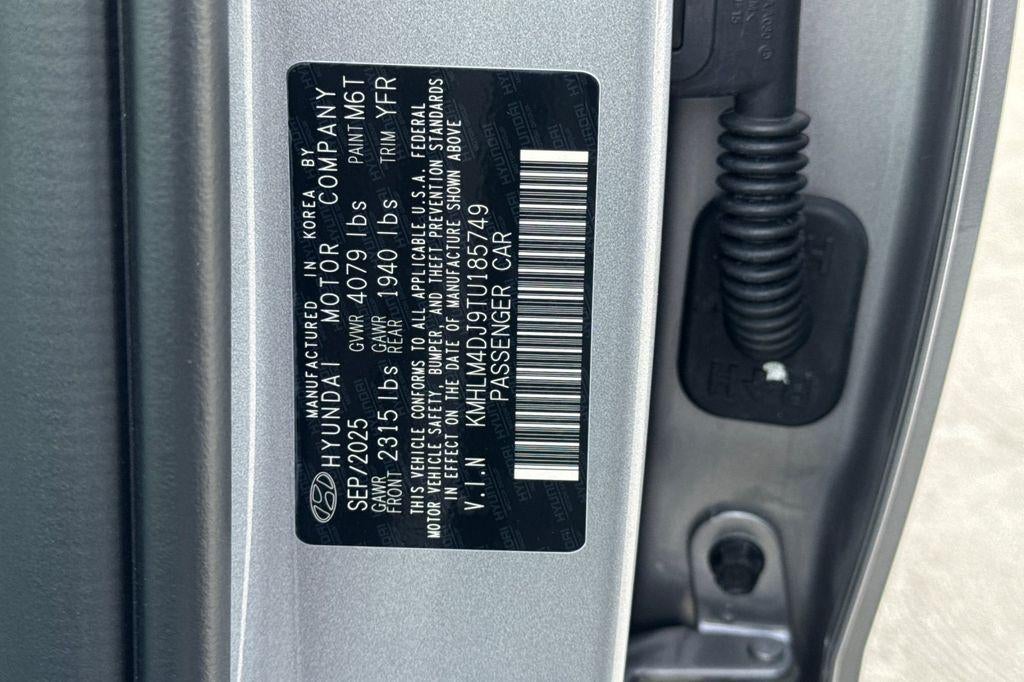 MANUFACTURED IN KOREA BY
HYUNDAI MOTOR COMPANY
SEP/2025 GVWR 4079 lbs PAINT M6T
GAWR FRONT 2315 lbs GAWR REAR 1940 lbs TRIM YFR
THIS VEHICLE CONFORMS TO ALL APPLICABLE U.S.A. FEDERAL
MOTOR VEHICLE SAFETY, BUMPER, AND THEFT PREVENTION STANDARDS
IN EFFECT ON THE DATE OF MANUFACTURE SHOWN ABOVE
V.I.N KMHLM4DJ9TU185749
PASSENGER CAR